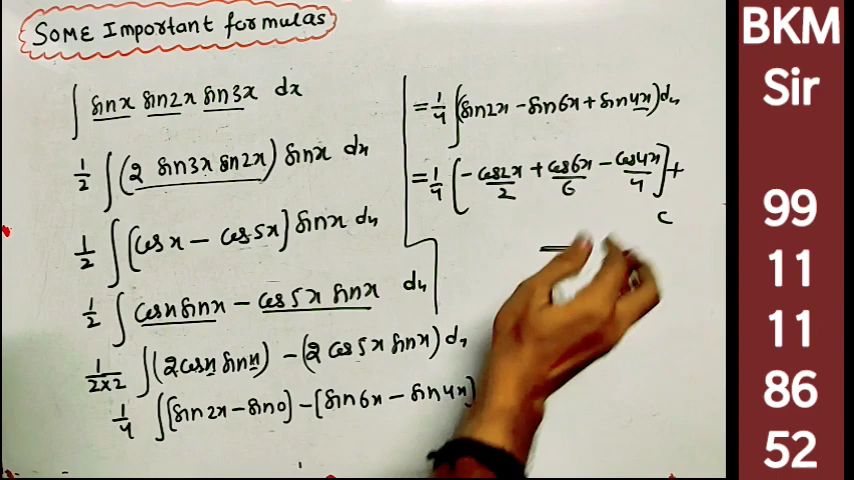 SOME Important formulas
∫ sinx sin2x sin3x dx
1/2 ∫ (2 sin3x sin2x) sinx dx
1/2 ∫ (cosx − cos5x] sinx dx
1/2 ∫ cosx sinx − cos5x sinx dx
1/2×2 ∫ (2cosx sinx) − (2 cos5x sinx) dx
1/4 ∫ [sin2x − sin0] − [sin6x − sin4x]
= 1/4 ∫ (sin2x − sin6x + sin4x) dx
= 1/4 [− cos2x/2 + cos6x/6 − cos4x/4] +
c
BKM
Sir
99
11
11
86
52